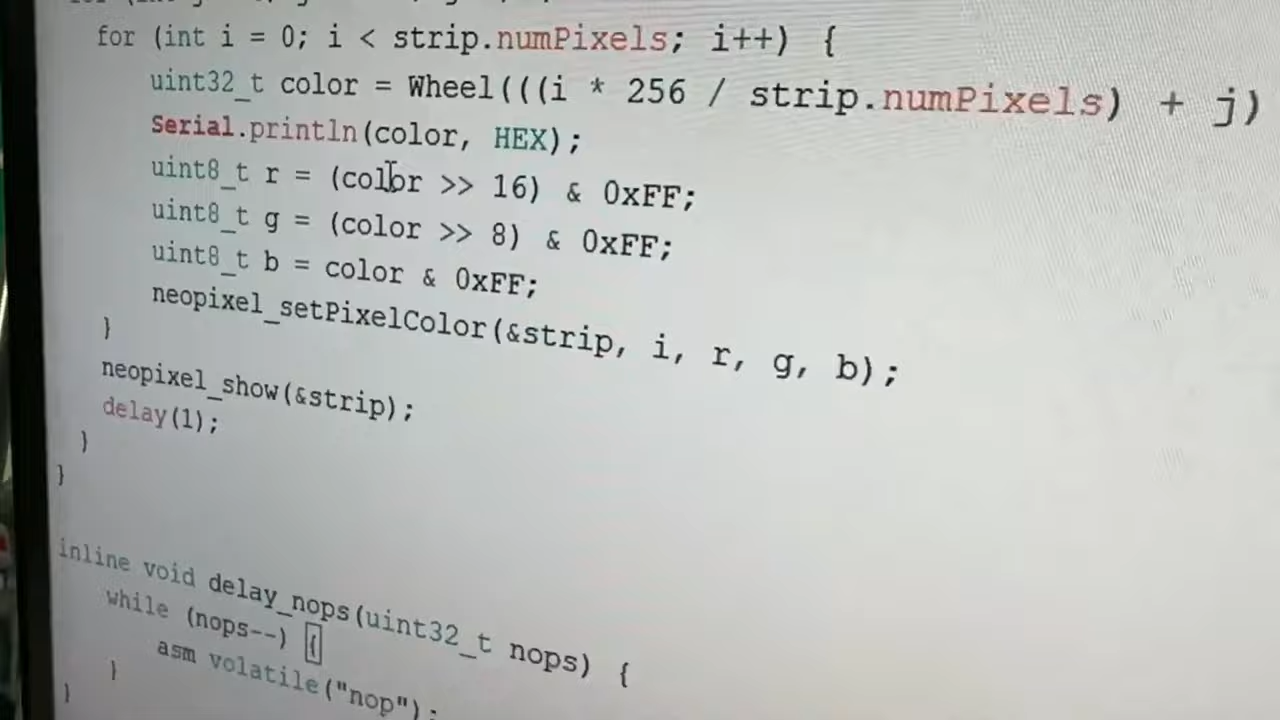 for (int i = 0; i < strip.numPixels; i++) {
uint32_t color = Wheel(((i * 256 / strip.numPixels) + j)
Serial.println(color, HEX);
uint8_t r = (color >> 16) & 0xFF;
uint8_t g = (color >> 8) & 0xFF;
uint8_t b = color & 0xFF;
neopixel_setPixelColor(&strip, i, r, g, b);
}
neopixel_show(&strip);
delay(1);
}
}
inline void delay_nops(uint32_t nops) {
while (nops--) {
asm volatile("nop");
}
}